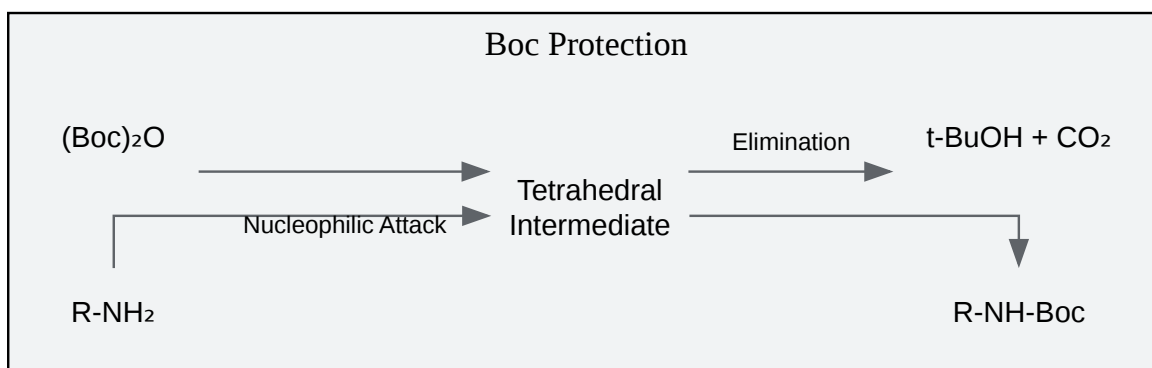 Boc Protection
(Boc)₂O
Elimination
t-BuOH + CO₂
Tetrahedral
Intermediate
Nucleophilic Attack
R-NH₂
R-NH-Boc